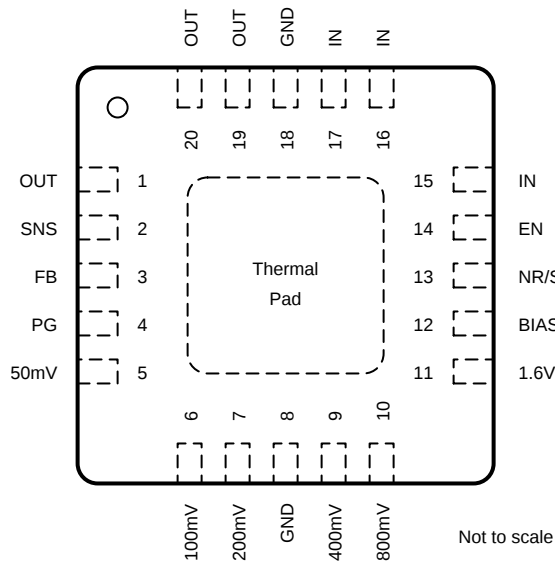 OUT OUT GND IN IN
20 19 18 17 16
OUT 1 15 IN
SNS 2 14 EN
FB 3 13 NR/S
PG 4 12 BIAS
50mV 5 11 1.6V
Thermal
Pad
6 7 8 9 10
100mV 200mV GND 400mV 800mV
Not to scale